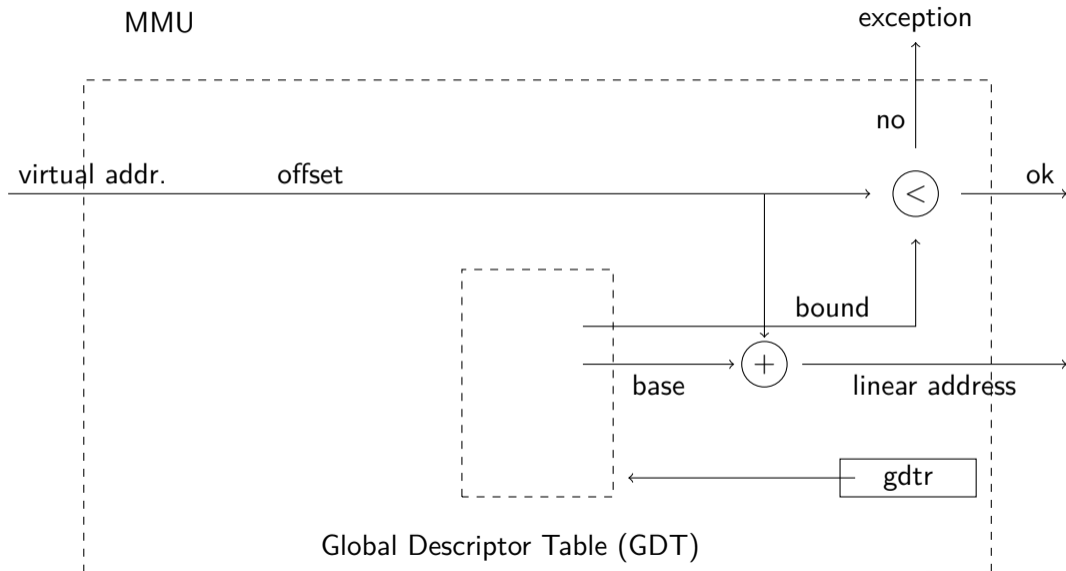 MMU
exception
no
virtual addr.
offset
<
ok
bound
+
base
linear address
gdtr
Global Descriptor Table (GDT)